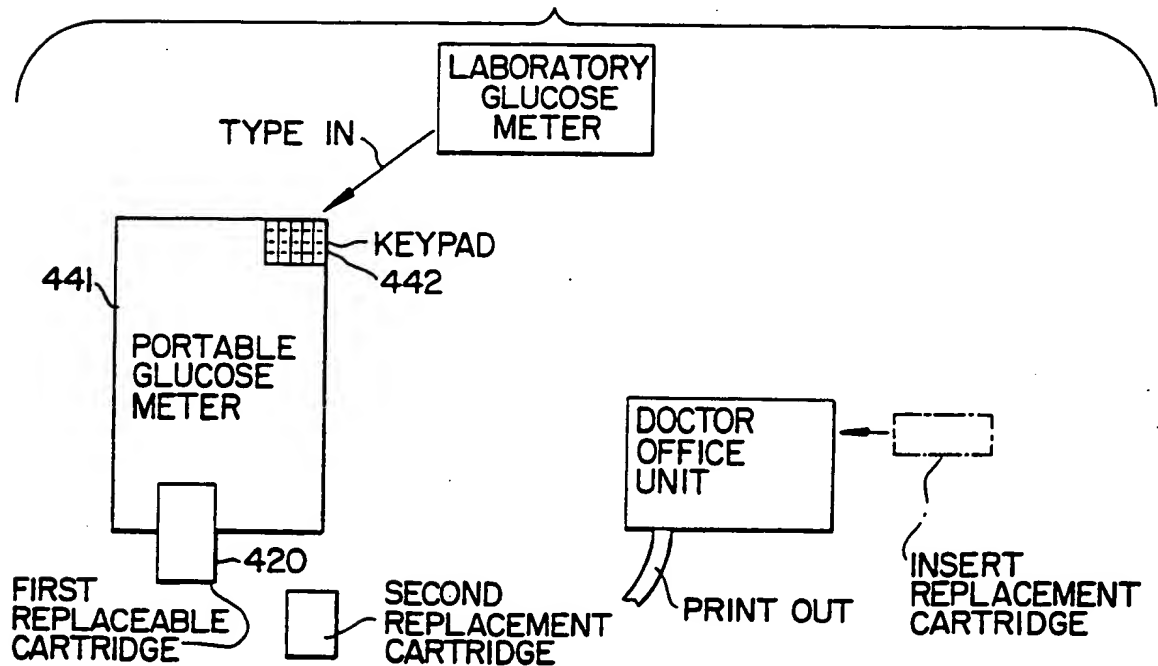 LABORATORY
GLUCOSE
METER
TYPE IN
KEYPAD
442
441
PORTABLE
GLUCOSE
METER
DOCTOR
OFFICE
UNIT
420
FIRST
REPLACEABLE
CARTRIDGE
SECOND
REPLACEMENT
CARTRIDGE
PRINT OUT
INSERT
REPLACEMENT
CARTRIDGE